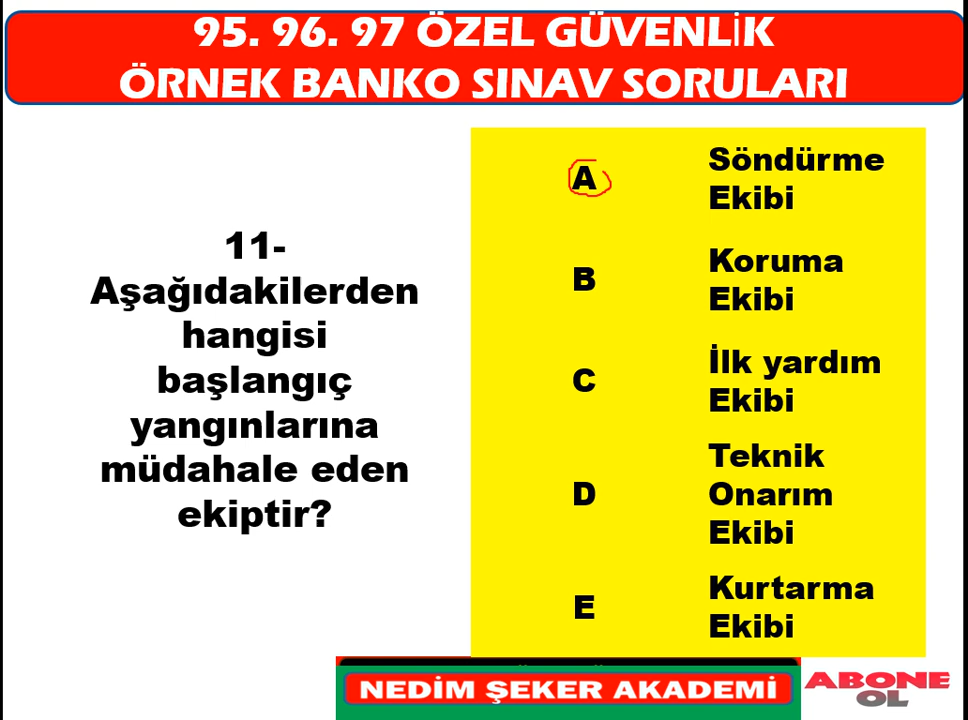 95. 96. 97 ÖZEL GÜVENLİK
ÖRNEK BANKO SINAV SORULARI
11-
Aşağıdakilerden
hangisi
başlangıç
yangınlarına
müdahale eden
ekiptir?
A
Söndürme
Ekibi
B
Koruma
Ekibi
C
İlk yardım
Ekibi
D
Teknik
Onarım
Ekibi
E
Kurtarma
Ekibi
NEDİM ŞEKER AKADEMİ
ABONE
OL